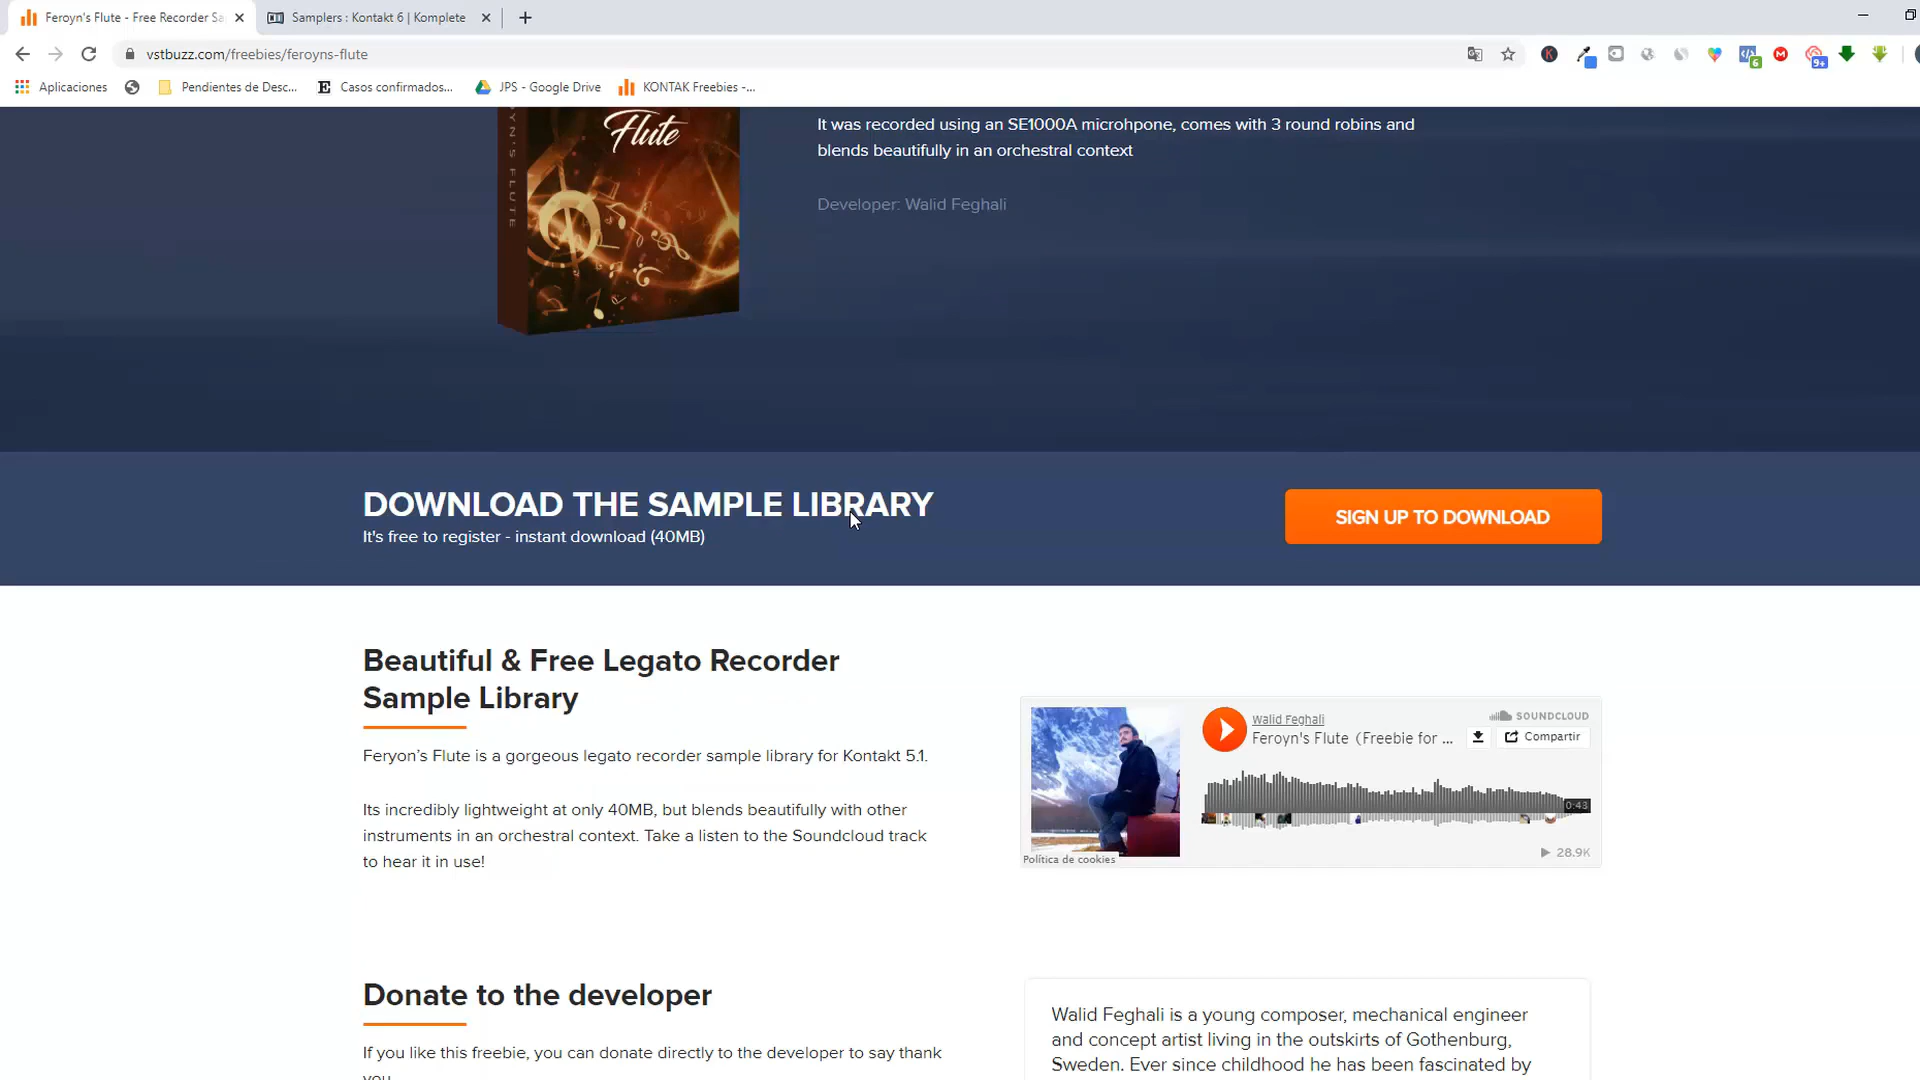 Feroyn's Flute - Free Recorder Sa
Samplers : Kontakt 6 | Komplete
vstbuzz.com/freebies/feroyns-flute
6
9+
Aplicaciones
Pendientes de Desc...
Casos confirmados...
JPS - Google Drive
KONTAK Freebies -...
Flute
YN'S FLUTE
It was recorded using an SE1000A microhpone, comes with 3 round robins and
blends beautifully in an orchestral context
Developer: Walid Feghali
DOWNLOAD THE SAMPLE LIBRARY
It's free to register - instant download (40MB)
SIGN UP TO DOWNLOAD
Beautiful & Free Legato Recorder
Sample Library
Feryon's Flute is a gorgeous legato recorder sample library for Kontakt 5.1.
Its incredibly lightweight at only 40MB, but blends beautifully with other
instruments in an orchestral context. Take a listen to the Soundcloud track
to hear it in use!
Walid Feghali
Feroyn's Flute (Freebie for ...
SOUNDCLOUD
Compartir
0:43
28.9K
Política de cookies
Donate to the developer
If you like this freebie, you can donate directly to the developer to say thank
you
Walid Feghali is a young composer, mechanical engineer
and concept artist living in the outskirts of Gothenburg,
Sweden. Ever since childhood he has been fascinated by